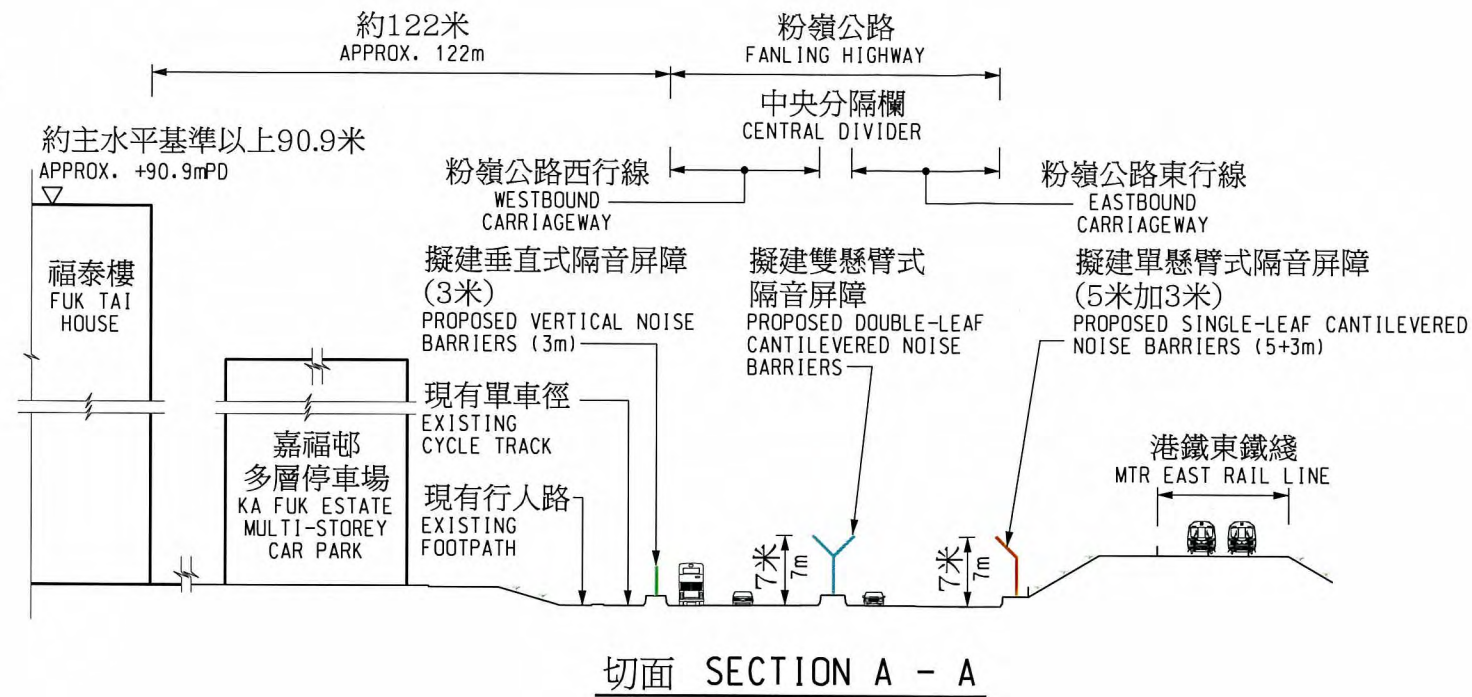 約122米
APPROX. 122m
粉嶺公路
FANLING HIGHWAY
中央分隔欄
CENTRAL DIVIDER
約主水平基準以上90.9米
APPROX. +90.9mPD
粉嶺公路西行線
WESTBOUND
CARRIAGEWAY
粉嶺公路東行線
EASTBOUND
CARRIAGEWAY
福泰樓
FUK TAI
HOUSE
擬建垂直式隔音屏障
(3米)
PROPOSED VERTICAL NOISE
BARRIERS (3m)
擬建雙懸臂式
隔音屏障
PROPOSED DOUBLE-LEAF
CANTILEVERED NOISE
BARRIERS
擬建單懸臂式隔音屏障
(5米加3米)
PROPOSED SINGLE-LEAF CANTILEVERED
NOISE BARRIERS (5+3m)
現有單車徑
EXISTING
CYCLE TRACK
嘉福邨
多層停車場
KA FUK ESTATE
MULTI-STOREY
CAR PARK
現有行人路
EXISTING
FOOTPATH
港鐵東鐵綫
MTR EAST RAIL LINE
7米
7m
7米
7m
切面 SECTION A - A